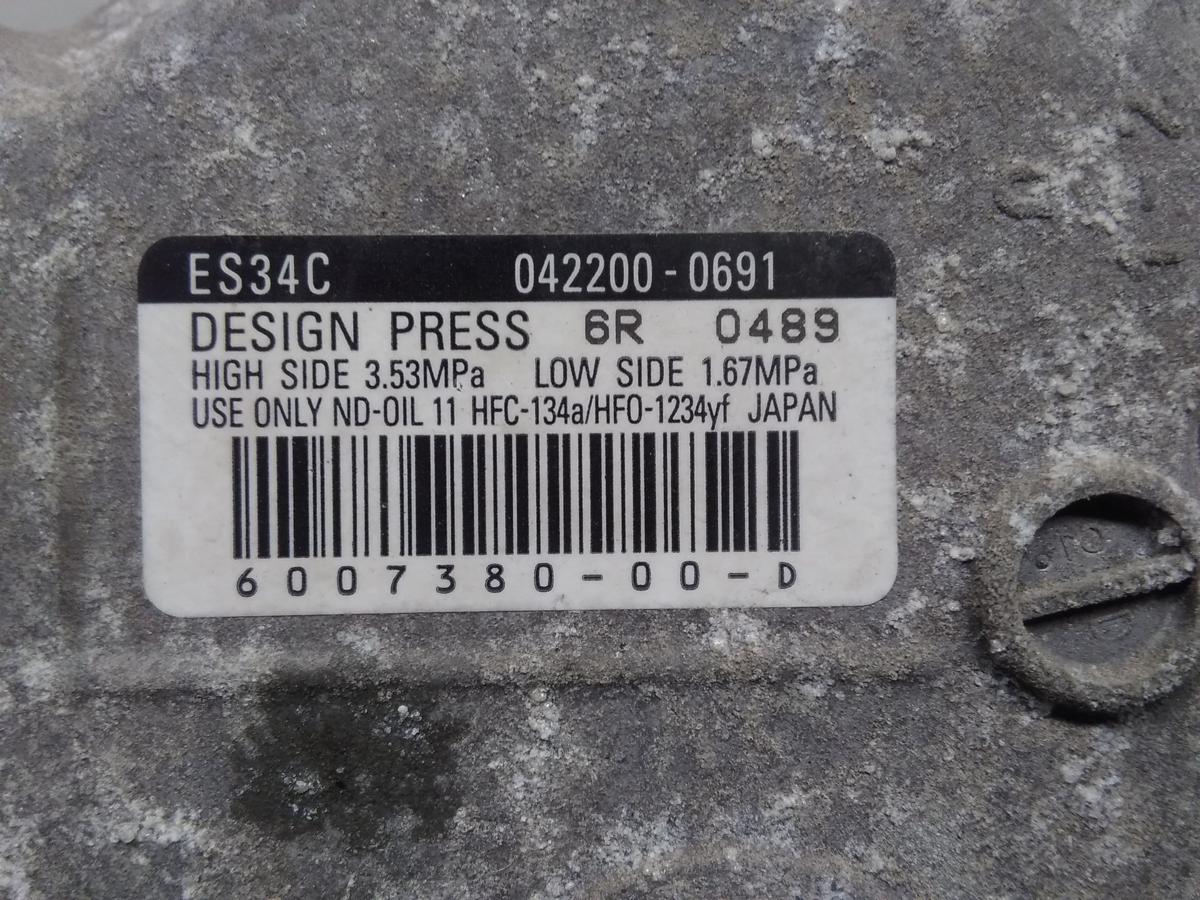 ES34C 042200-0691
DESIGN PRESS 6R 0489
HIGH SIDE 3.53MPa LOW SIDE 1.67MPa
USE ONLY ND-OIL 11 HFC-134a/HFO-1234yf JAPAN
6007380-00-D